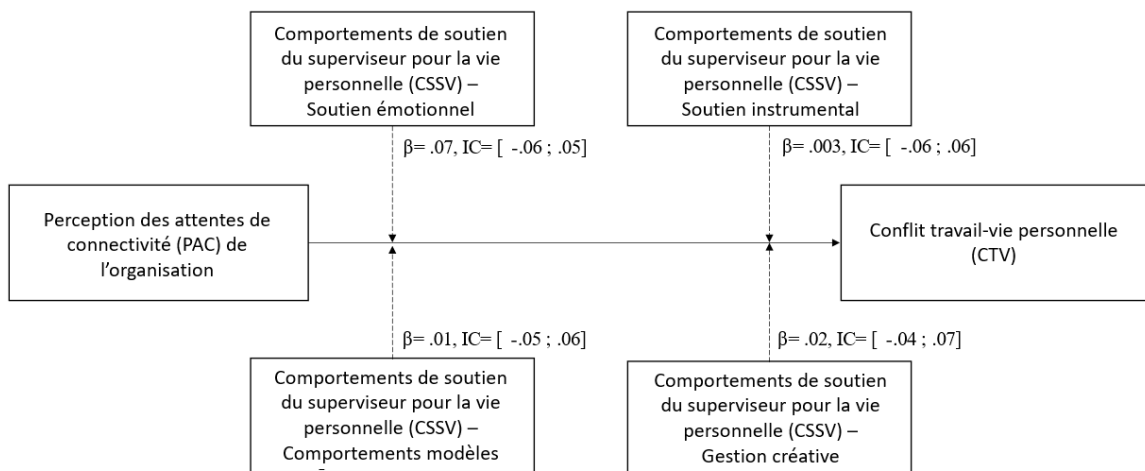 Comportements de soutien
du superviseur pour la vie
personnelle (CSSV) –
Soutien émotionnel
Comportements de soutien
du superviseur pour la vie
personnelle (CSSV) –
Soutien instrumental
β= .07, IC= [ -.06 ; .05]
β= .003, IC= [ -.06 ; .06]
Perception des attentes de
connectivité (PAC) de
l’organisation
Conflit travail-vie personnelle
(CTV)
β= .01, IC= [ -.05 ; .06]
β= .02, IC= [ -.04 ; .07]
Comportements de soutien
du superviseur pour la vie
personnelle (CSSV) –
Comportements modèles
Comportements de soutien
du superviseur pour la vie
personnelle (CSSV) –
Gestion créative